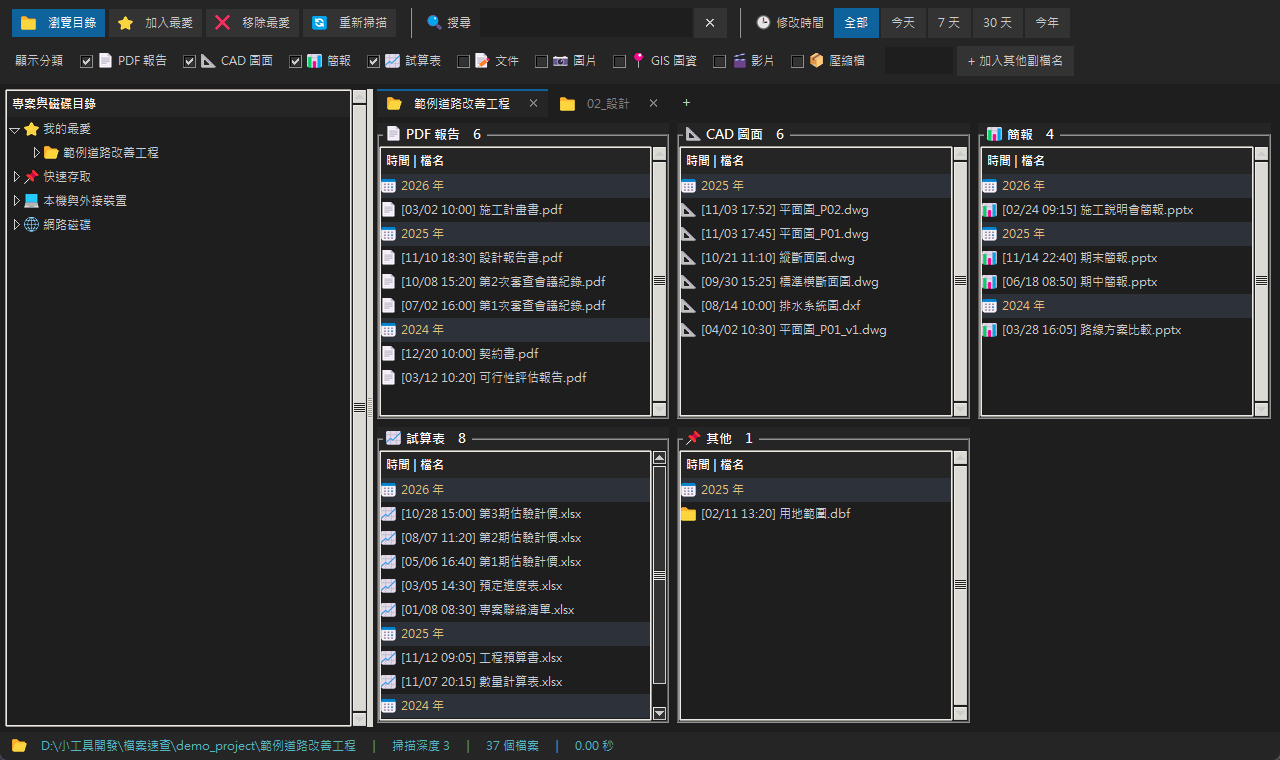 瀏覽目錄 加入最愛 移除最愛 重新掃描 搜尋 ✕ 修改時間 全部 今天 7 天 30 天 今年
顯示分類 PDF 報告 CAD 圖面 簡報 試算表 文件 圖片 GIS 圖資 影片 壓縮檔 + 加入其他副檔名
專案與磁碟目錄
我的最愛
範例道路改善工程
快速存取
本機與外接裝置
網路磁碟
範例道路改善工程 ✕ 02_設計 ✕ +
PDF 報告 6
時間 | 檔名
2026 年
[03/02 10:00] 施工計畫書.pdf
2025 年
[11/10 18:30] 設計報告書.pdf
[10/08 15:20] 第2次審查會議紀錄.pdf
[07/02 16:00] 第1次審查會議紀錄.pdf
2024 年
[12/20 10:00] 契約書.pdf
[03/12 10:20] 可行性評估報告.pdf
CAD 圖面 6
時間 | 檔名
2025 年
[11/03 17:52] 平面圖_P02.dwg
[11/03 17:45] 平面圖_P01.dwg
[10/21 11:10] 縱斷面圖.dwg
[09/30 15:25] 標準橫斷面圖.dwg
[08/14 10:00] 排水系統圖.dxf
[04/02 10:30] 平面圖_P01_v1.dwg
簡報 4
時間 | 檔名
2026 年
[02/24 09:15] 施工說明會簡報.pptx
2025 年
[11/14 22:40] 期末簡報.pptx
[06/18 08:50] 期中簡報.pptx
2024 年
[03/28 16:05] 路線方案比較.pptx
試算表 8
時間 | 檔名
2026 年
[10/28 15:00] 第3期估驗計價.xlsx
[08/07 11:20] 第2期估驗計價.xlsx
[05/06 16:40] 第1期估驗計價.xlsx
[03/05 14:30] 預定進度表.xlsx
[01/08 08:30] 專案聯絡清單.xlsx
2025 年
[11/12 09:05] 工程預算書.xlsx
[11/07 20:15] 數量計算表.xlsx
2024 年
其他 1
時間 | 檔名
2025 年
[02/11 13:20] 用地範圍.dbf
D:\小工具開發\檔案速查\demo_project\範例道路改善工程 | 掃描深度 3 | 37 個檔案 | 0.00 秒